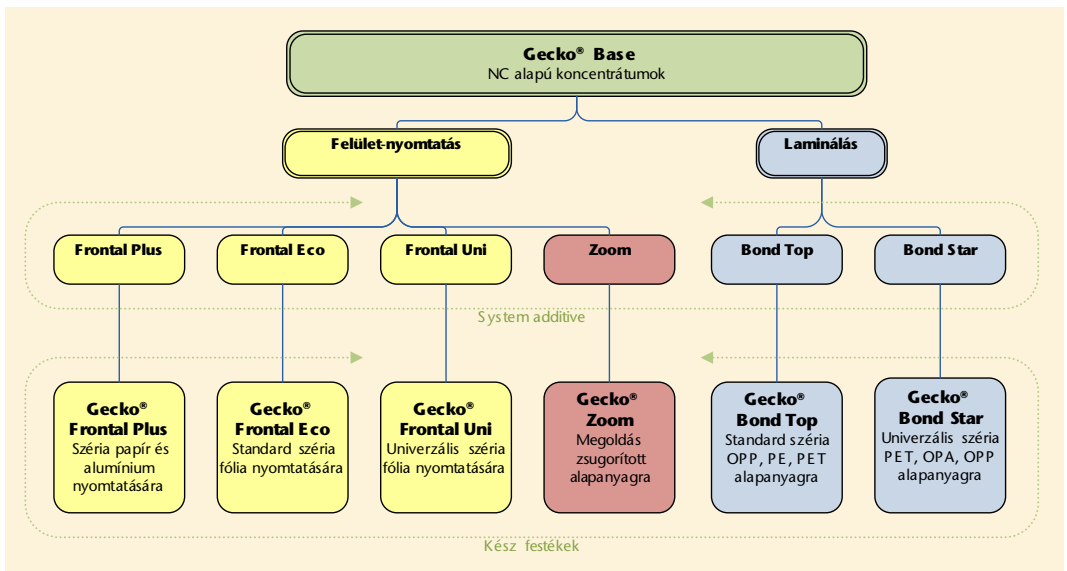 Gecko® Base
NC alapú koncentrátumok
Felület-nyomtatás
Laminálás
Frontal Plus
Frontal Eco
Frontal Uni
Zoom
Bond Top
Bond Star
System additive
Gecko®
Frontal Plus
Széria papír és
alumínium
nyomtatására
Gecko®
Frontal Eco
Standard széria
fólia nyomtatására
Gecko®
Frontal Uni
Univerzális széria
fólia nyomtatására
Gecko®
Zoom
Megoldás
zsugorított
alapanyagra
Gecko®
Bond Top
Standard széria
OPP, PE, PET
alapanyagra
Gecko®
Bond Star
Univerzális széria
PET, OPA, OPP
alapanyagra
Kész festékek